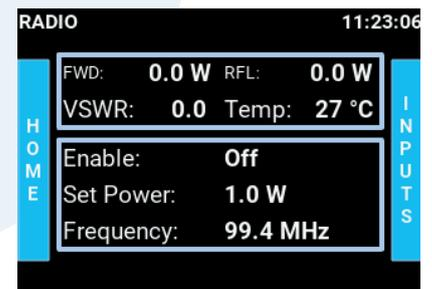 RADIO 11:23:06
FWD: 0.0 W RFL: 0.0 W
VSWR: 0.0 Temp: 27 °C
HOME
Enable: Off
Set Power: 1.0 W
Frequency: 99.4 MHz
INPUTS